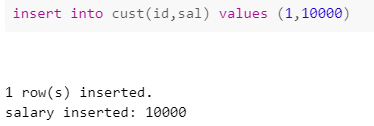 insert into cust(id,sal) values (1,10000)
1 row(s) inserted.
salary inserted: 10000